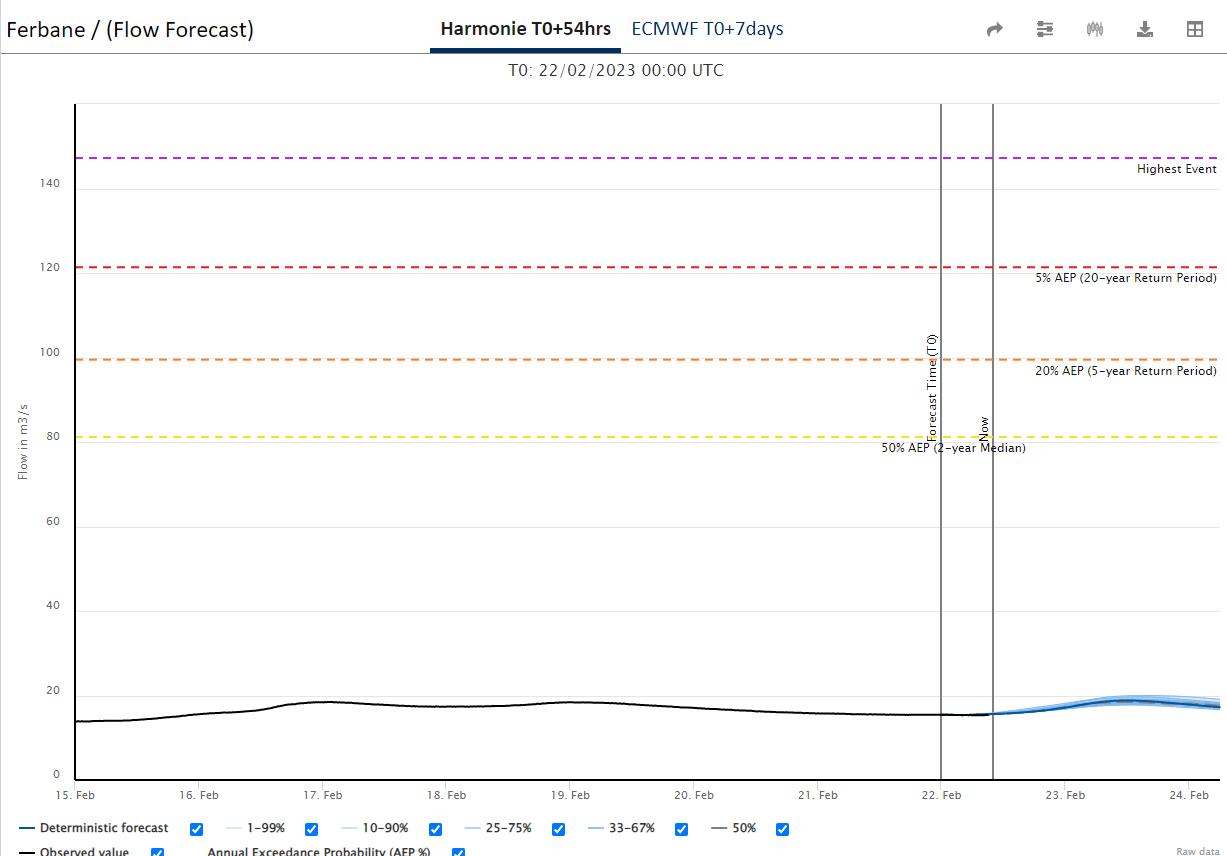 Ferbane / (Flow Forecast)
Harmonie T0+54hrs ECMWF T0+7days
T0: 22/02/2023 00:00 UTC
Highest Event
140
120
5% AEP (20-year Return Period)
100
20% AEP (5-year Return Period)
Forecast Time (T0)
Now
Flow in m3/s
80
50% AEP (2-year Median)
60
40
20
0
15. Feb 16. Feb 17. Feb 18. Feb 19. Feb 20. Feb 21. Feb 22. Feb 23. Feb 24. Feb
Deterministic forecast 1-99% 10-90% 25-75% 33-67% 50%
Observed value Annual Exceedance Probability (AEP %)
Raw data